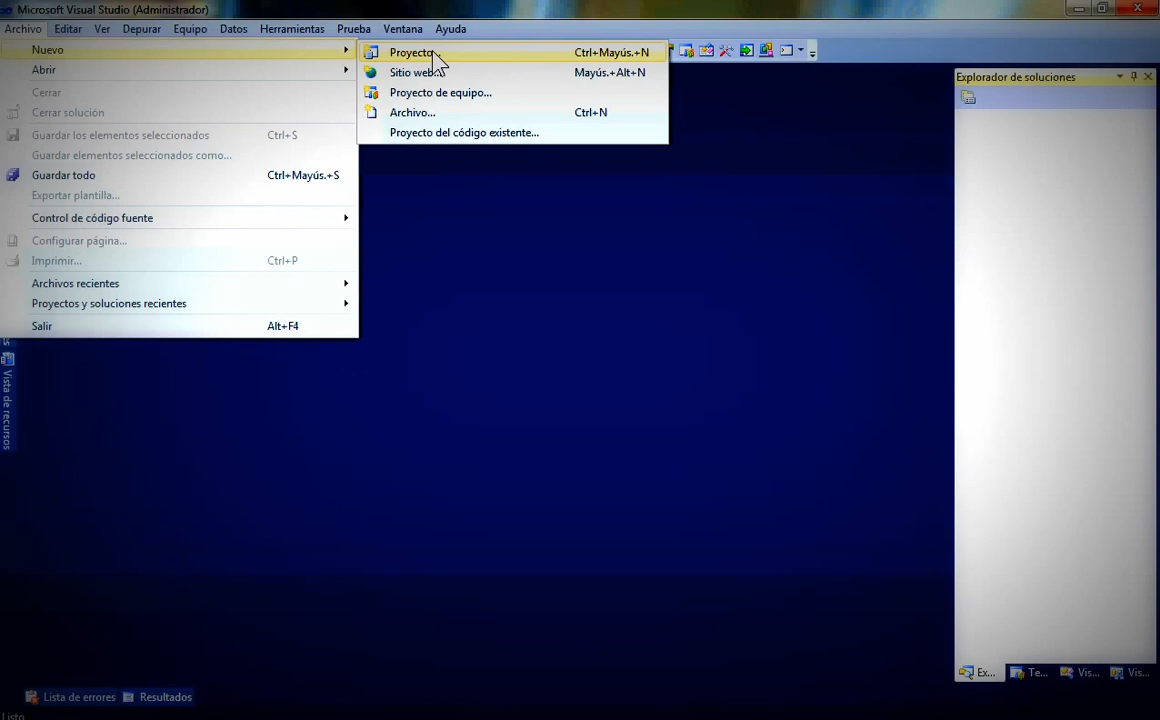 Microsoft Visual Studio (Administrador)
Archivo Editar Ver Depurar Equipo Datos Herramientas Prueba Ventana Ayuda
Nuevo
Abrir
Cerrar
Cerrar solución
Guardar los elementos seleccionados Ctrl+S
Guardar elementos seleccionados como...
Guardar todo Ctrl+Mayús.+S
Exportar plantilla...
Control de código fuente
Configurar página...
Imprimir... Ctrl+P
Archivos recientes
Proyectos y soluciones recientes
Salir Alt+F4
Proyecto... Ctrl+Mayús.+N
Sitio web... Mayús.+Alt+N
Proyecto de equipo...
Archivo... Ctrl+N
Proyecto del código existente...
Explorador de soluciones
Vista de recursos
Ex... Te... Vis... Vis...
Lista de errores Resultados
Listo